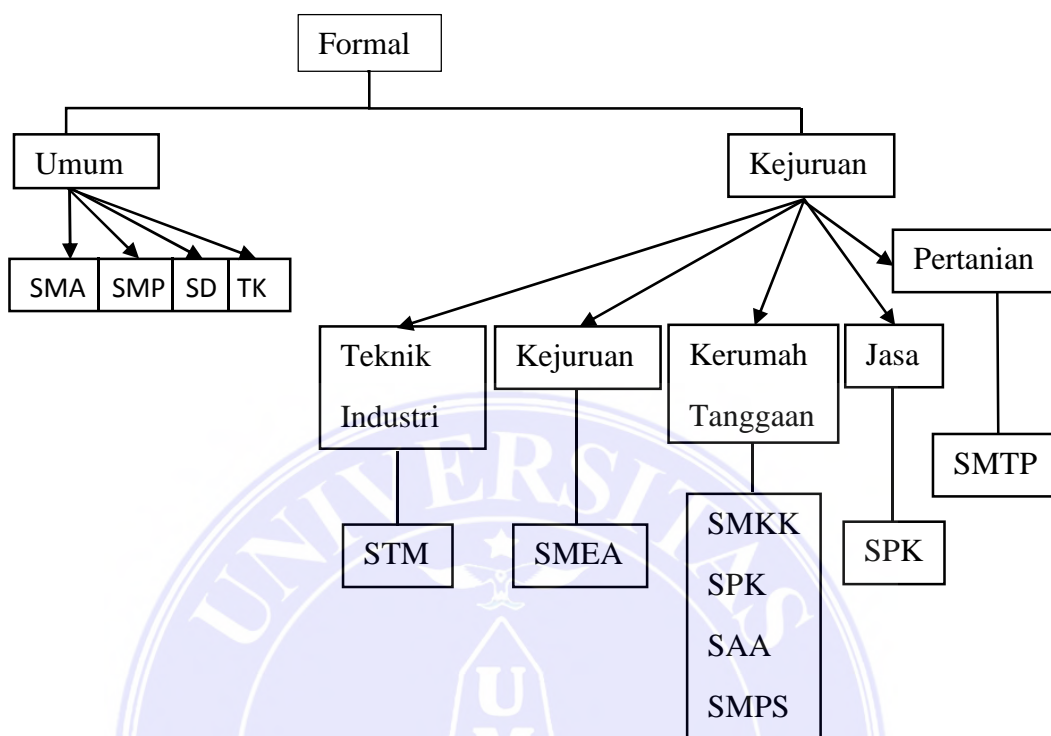 Formal
Umum
Kejuruan
SMA SMP SD TK
Pertanian
Teknik
Industri
Kejuruan
Kerumah
Tanggaan
Jasa
SMTP
STM
SMEA
SMKK
SPK
SAA
SMPS
SPK
UNIVERSITAS
U